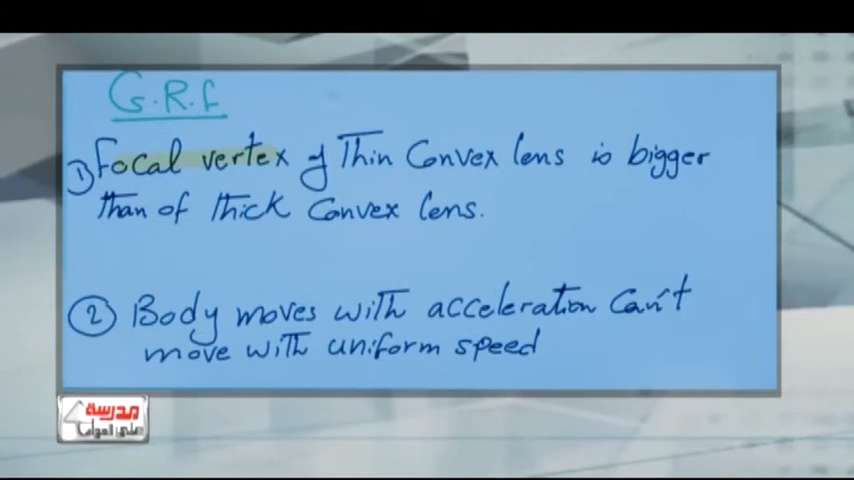 G.R.F
① Focal vertex of Thin Convex lens is bigger
than of thick Convex lens.
② Body moves with acceleration Can't
move with uniform speed
مدرسة
على الهواء